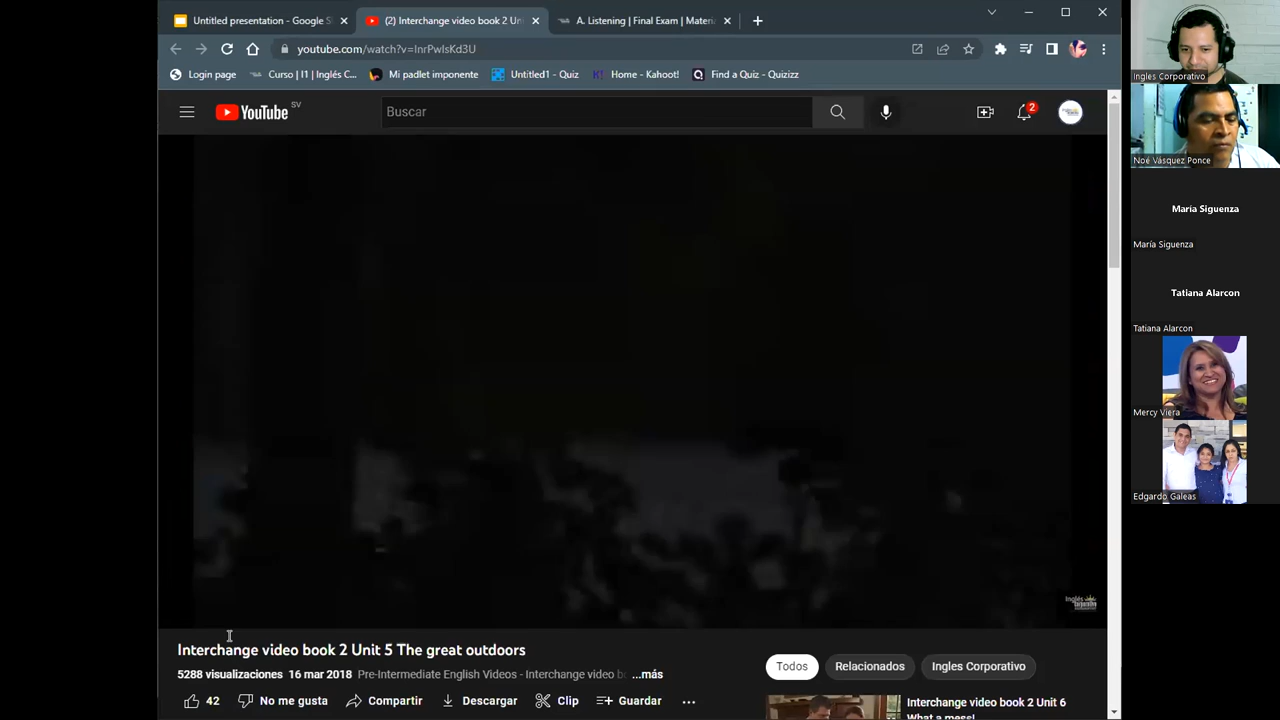 Untitled presentation - Google S
(2) Interchange video book 2 Un
A. Listening | Final Exam | Materia
youtube.com/watch?v=InrPwIsKd3U
Login page
Curso | I1 | Inglés C...
Mi padlet imponente
Untitled1 - Quiz
Home - Kahoot!
Find a Quiz - Quizizz
YouTube SV
Buscar
2
Inglés
Corporativo
Interchange video book 2 Unit 5 The great outdoors
5288 visualizaciones 16 mar 2018 Pre-Intermediate English Videos - Interchange video b ...más
42
No me gusta
Compartir
Descargar
Clip
Guardar
Todos
Relacionados
Ingles Corporativo
Interchange video book 2 Unit 6
What a mess!
Ingles Corporativo
Noé Vásquez Ponce
Maria Siguenza
María Siguenza
Tatiana Alarcon
Tatiana Alarcon
Mercy Viera
Edgardo Galeas